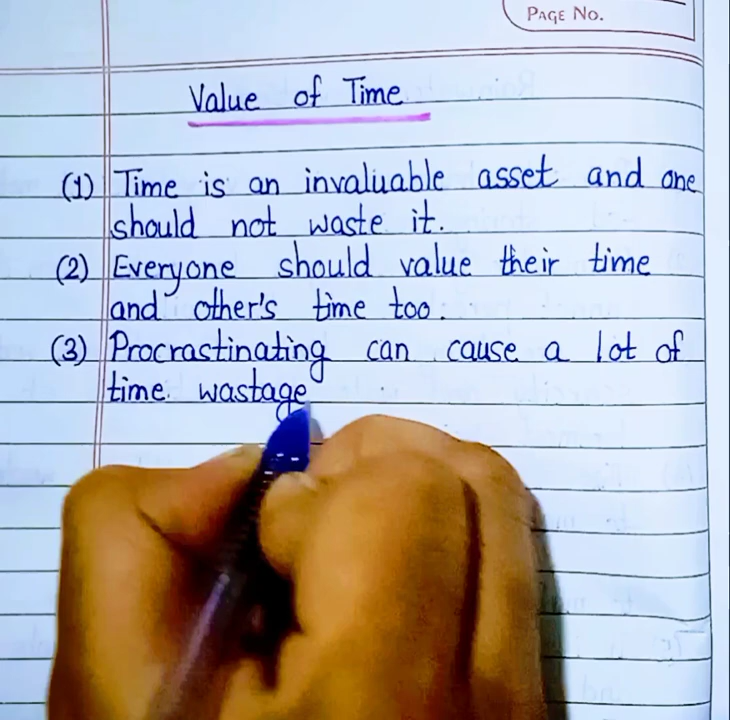 PAGE NO.
Value of Time
(1) Time is an invaluable asset and one
should not waste it.
(2) Everyone should value their time
and other's time too.
(3) Procrastinating can cause a lot of
time wastage